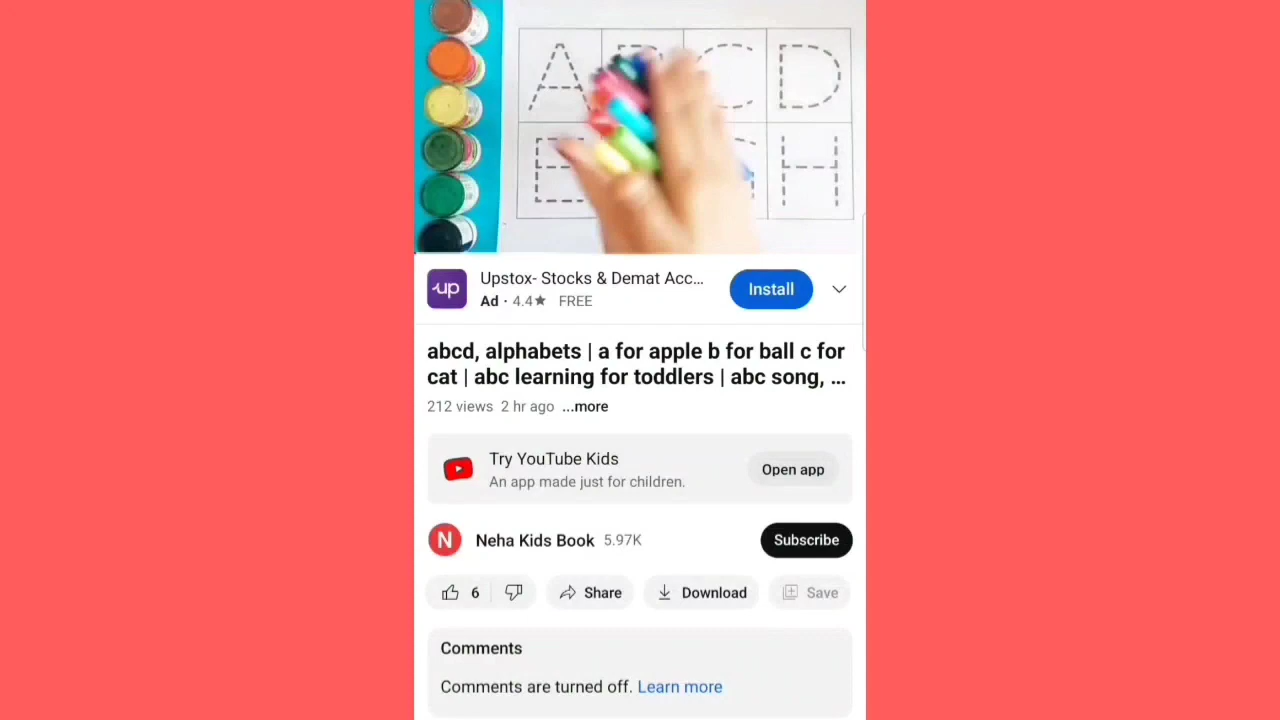 A B C D
E H
up
Upstox- Stocks & Demat Acc...
Ad · 4.4★ FREE
Install
abcd, alphabets | a for apple b for ball c for
cat | abc learning for toddlers | abc song, ...
212 views 2 hr ago ...more
Try YouTube Kids
An app made just for children.
Open app
N
Neha Kids Book 5.97K
Subscribe
6 Share Download Save
Comments
Comments are turned off. Learn more